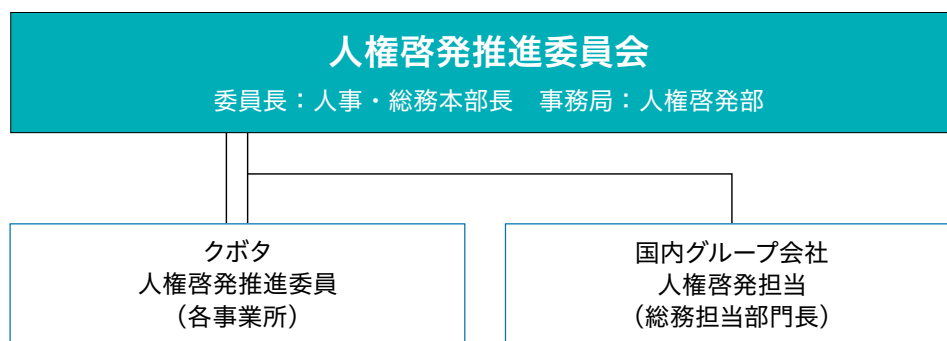 人権啓発推進委員会
委員長：人事・総務本部長　事務局：人権啓発部
クボタ
人権啓発推進委員
（各事業所）
国内グループ会社
人権啓発担当
（総務担当部門長）